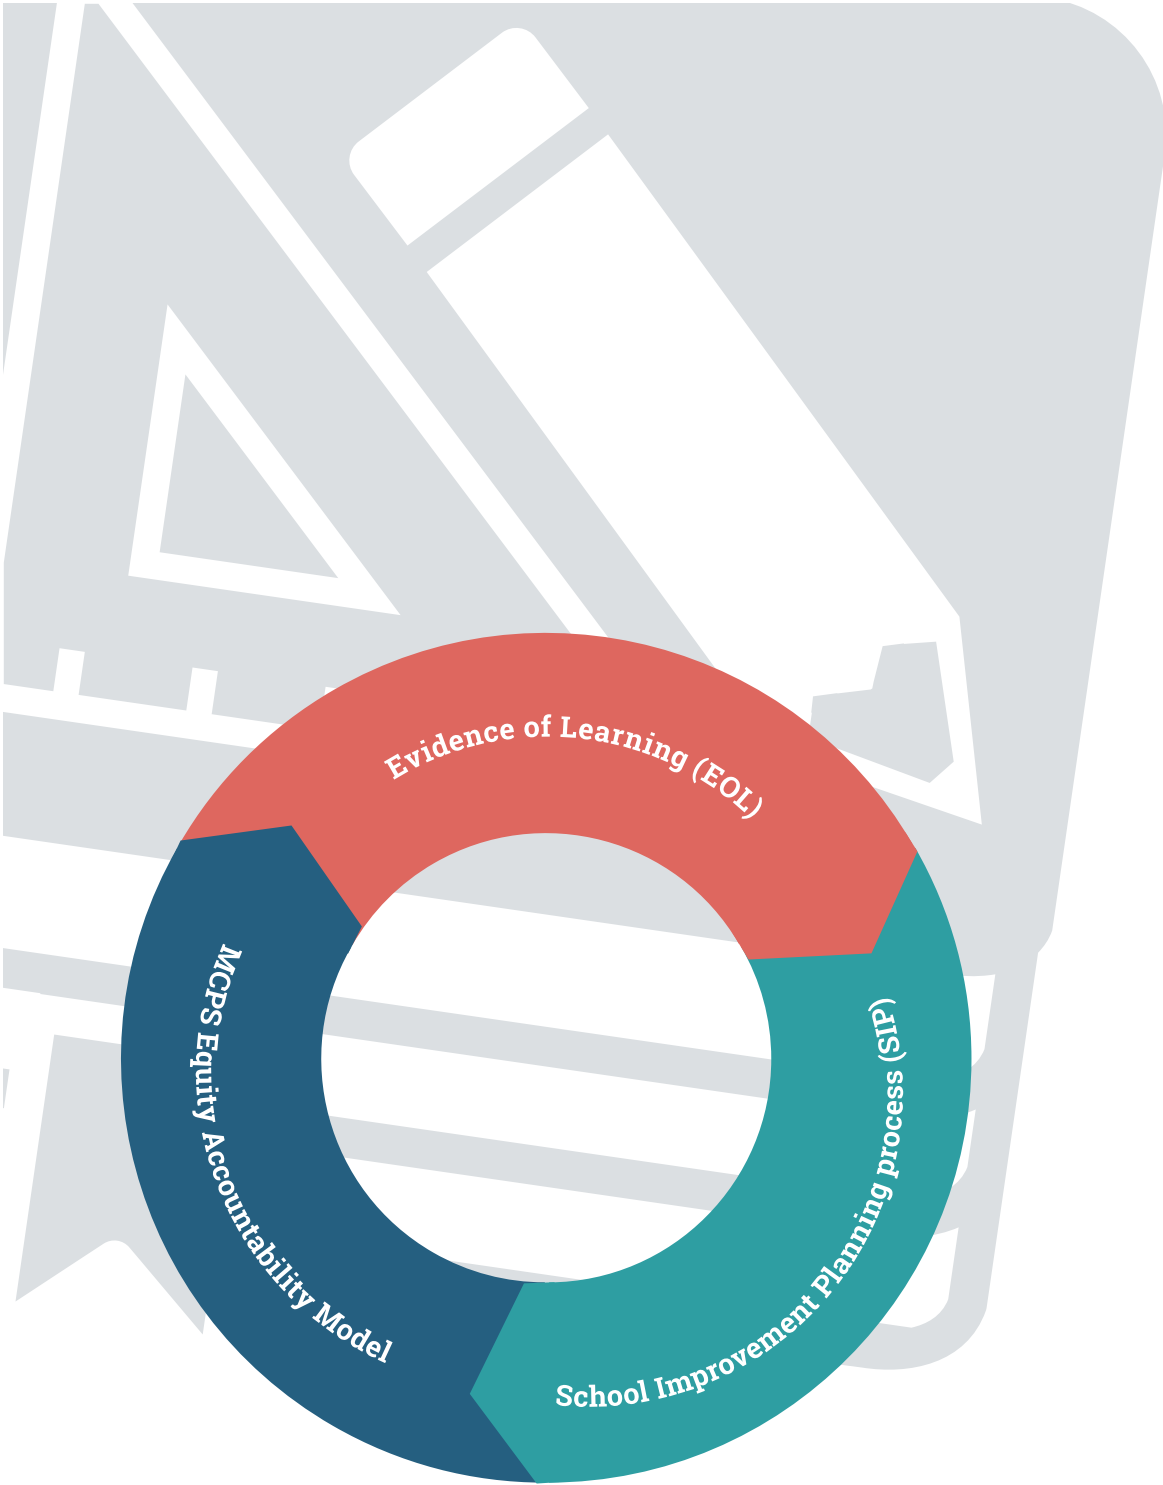 Evidence of Learning (EOL)
School Improvement Planning process (SIP)
MCPS Equity Accountability Model